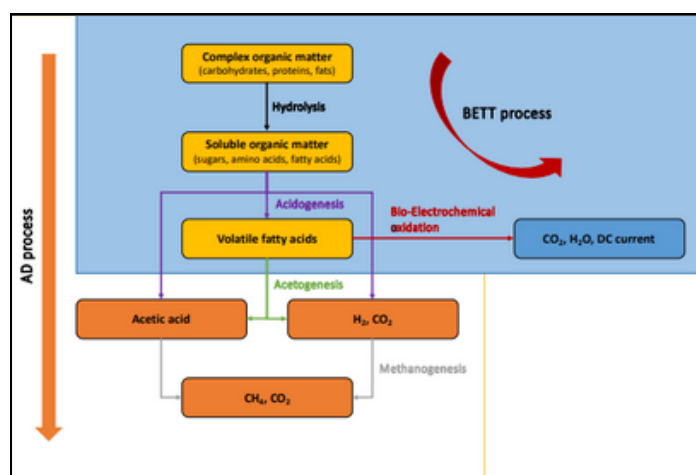 Complex organic matter
(carbohydrates, proteins, fats)
Hydrolysis
BETT process
Soluble organic matter
(sugars, amino acids, fatty acids)
Acidogenesis
Bio-Electrochemical
oxidation
Volatile fatty acids
CO₂, H₂O, DC current
AD process
Acetogenesis
Acetic acid
H₂, CO₂
Methanogenesis
CH₄, CO₂